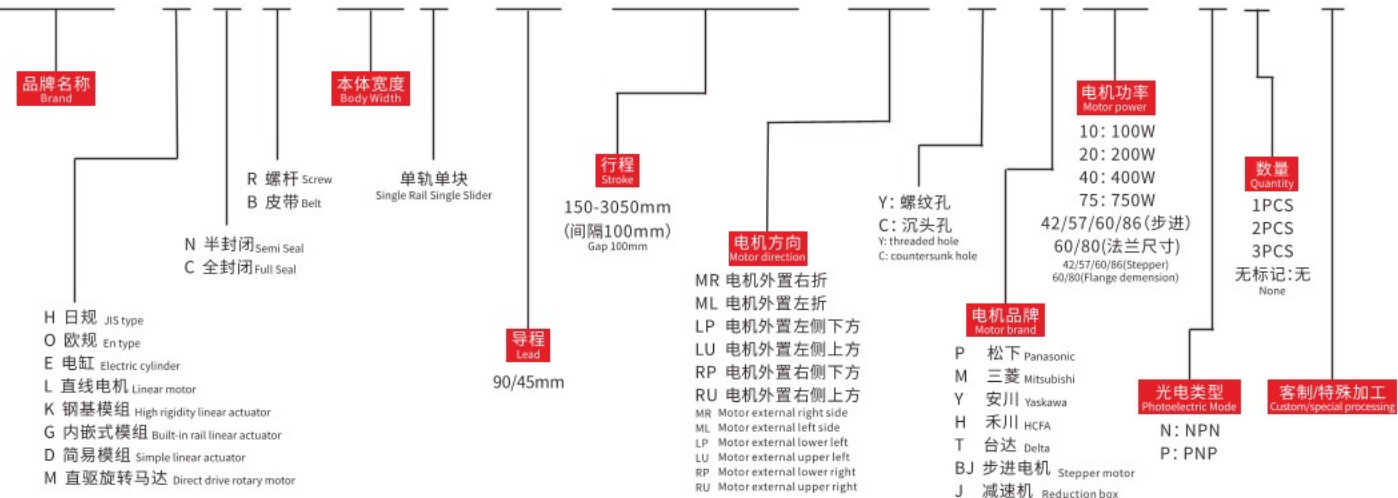 品牌名称
Brand
H 日规 JIS type
O 欧规 En type
E 电缸 Electric cylinder
L 直线电机 Linear motor
K 钢基模组 High rigidity linear actuator
G 内嵌式模组 Built-in rail linear actuator
D 简易模组 Simple linear actuator
M 直驱旋转马达 Direct drive rotary motor
N 半封闭 Semi Seal
C 全封闭 Full Seal
R 螺杆 Screw
B 皮带 Belt
本体宽度
Body Width
单轨单块
Single Rail Single Slider
导程
Lead
90/45mm
行程
Stroke
150-3050mm
(间隔100mm)
Gap 100mm
电机方向
Motor direction
MR 电机外置右折
ML 电机外置左折
LP 电机外置左侧下方
LU 电机外置左侧上方
RP 电机外置右侧下方
RU 电机外置右侧上方
MR Motor external right side
ML Motor external left side
LP Motor external lower left
LU Motor external upper left
RP Motor external lower right
RU Motor external upper right
Y: 螺纹孔
C: 沉头孔
Y: threaded hole
C: countersunk hole
电机品牌
Motor brand
P 松下 Panasonic
M 三菱 Mitsubishi
Y 安川 Yaskawa
H 禾川 HCFA
T 台达 Delta
BJ 步进电机 Stepper motor
J 减速机 Reduction box
电机功率
Motor power
10: 100W
20: 200W
40: 400W
75: 750W
42/57/60/86(步进)
60/80(法兰尺寸)
42/57/60/86(Stepper)
60/80(Flange demension)
光电类型
Photoelectric Mode
N: NPN
P: PNP
数量
Quantity
1PCS
2PCS
3PCS
无标记:无
None
客制/特殊加工
Custom/special processing